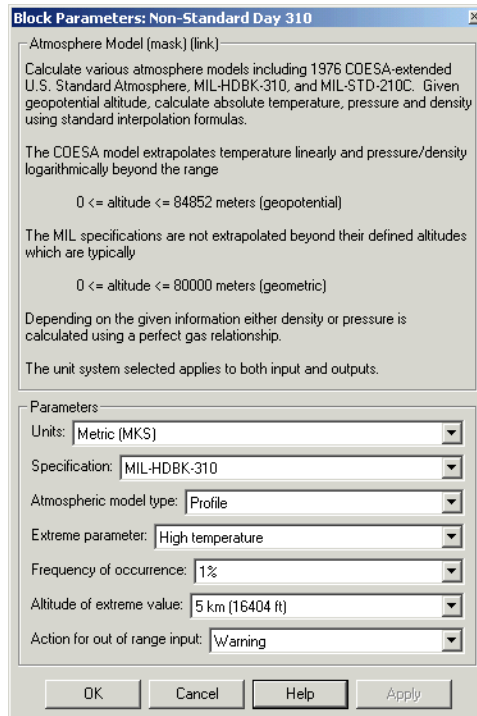 Block Parameters: Non-Standard Day 310
Atmosphere Model (mask) (link)
Calculate various atmosphere models including 1976 COESA-extended
U.S. Standard Atmosphere, MIL-HDBK-310, and MIL-STD-210C. Given
geopotential altitude, calculate absolute temperature, pressure and density
using standard interpolation formulas.
The COESA model extrapolates temperature linearly and pressure/density
logarithmically beyond the range
0 <= altitude <= 84852 meters (geopotential)
The MIL specifications are not extrapolated beyond their defined altitudes
which are typically
0 <= altitude <= 80000 meters (geometric)
Depending on the given information either density or pressure is
calculated using a perfect gas relationship.
The unit system selected applies to both input and outputs.
Parameters
Units: Metric (MKS)
Specification: MIL-HDBK-310
Atmospheric model type: Profile
Extreme parameter: High temperature
Frequency of occurrence: 1%
Altitude of extreme value: 5 km (16404 ft)
Action for out of range input: Warning
OK Cancel Help Apply